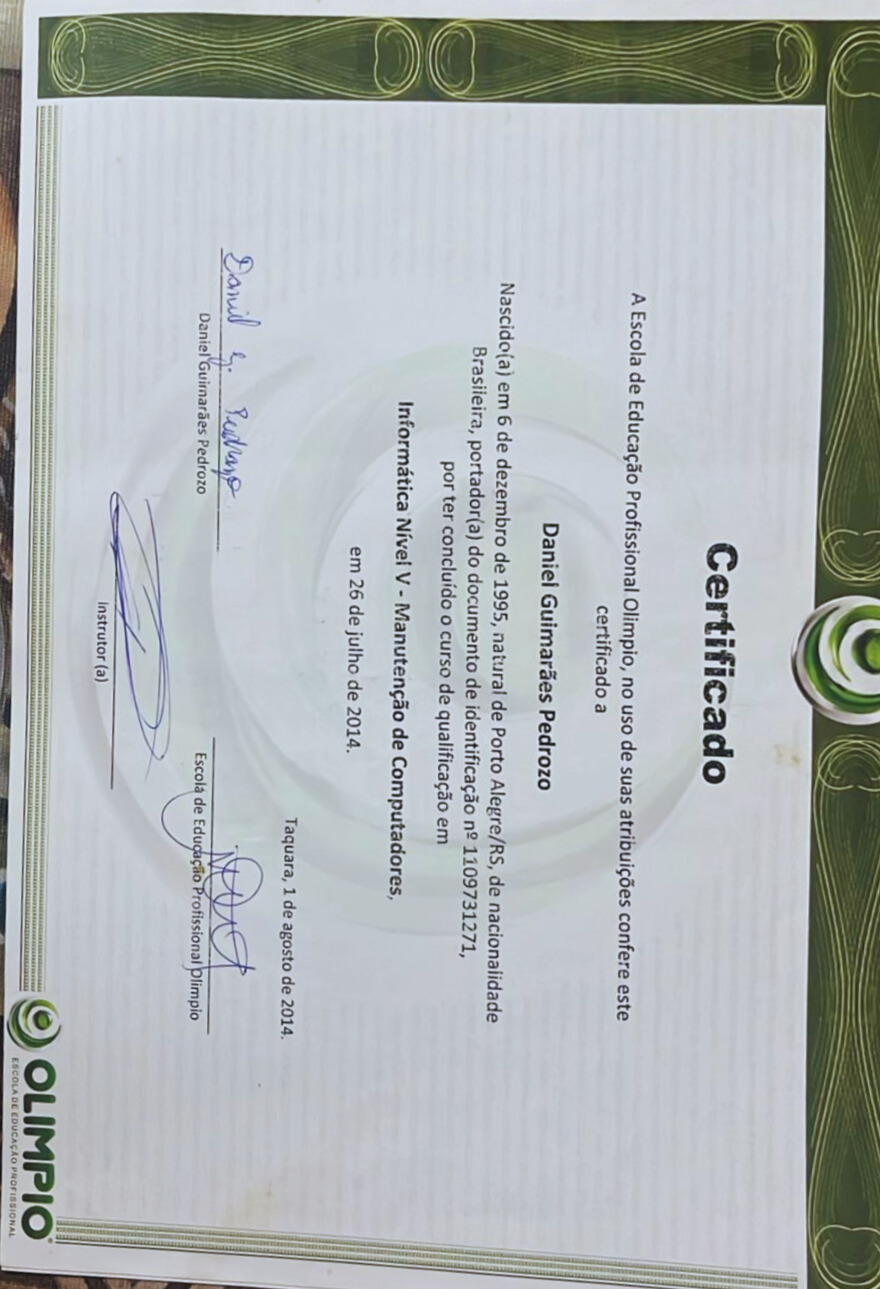 Certificado
A Escola de Educação Profissional Olimpio, no uso de suas atribuições confere este
certificado a
Daniel Guimarães Pedrozo
Nascido(a) em 6 de dezembro de 1995, natural de Porto Alegre/RS, de nacionalidade
Brasileira, portador(a) do documento de identificação nº 1109731271,
por ter concluído o curso de qualificação em
Informática Nível V - Manutenção de Computadores,
em 26 de julho de 2014.
Taquara, 1 de agosto de 2014.
Daniel G. Pedrozo
Daniel Guimarães Pedrozo
Escola de Educação Profissional Olimpio
Instrutor (a)
OLIMPIO
ESCOLA DE EDUCAÇÃO PROFISSIONAL